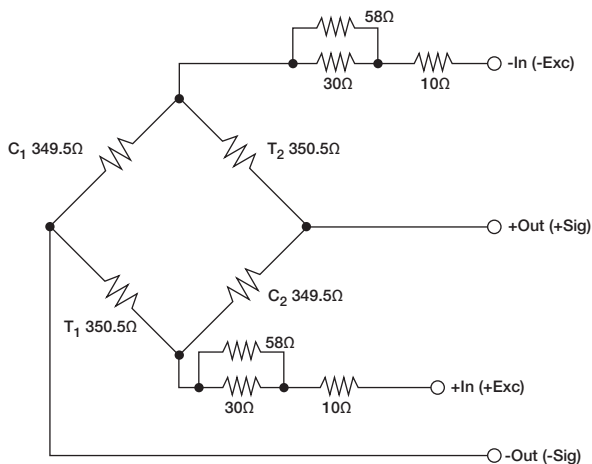 58Ω
-In (-Exc)
30Ω
10Ω
C₁ 349.5Ω
T₂ 350.5Ω
+Out (+Sig)
C₂ 349.5Ω
T₁ 350.5Ω
58Ω
+In (+Exc)
30Ω
10Ω
-Out (-Sig)